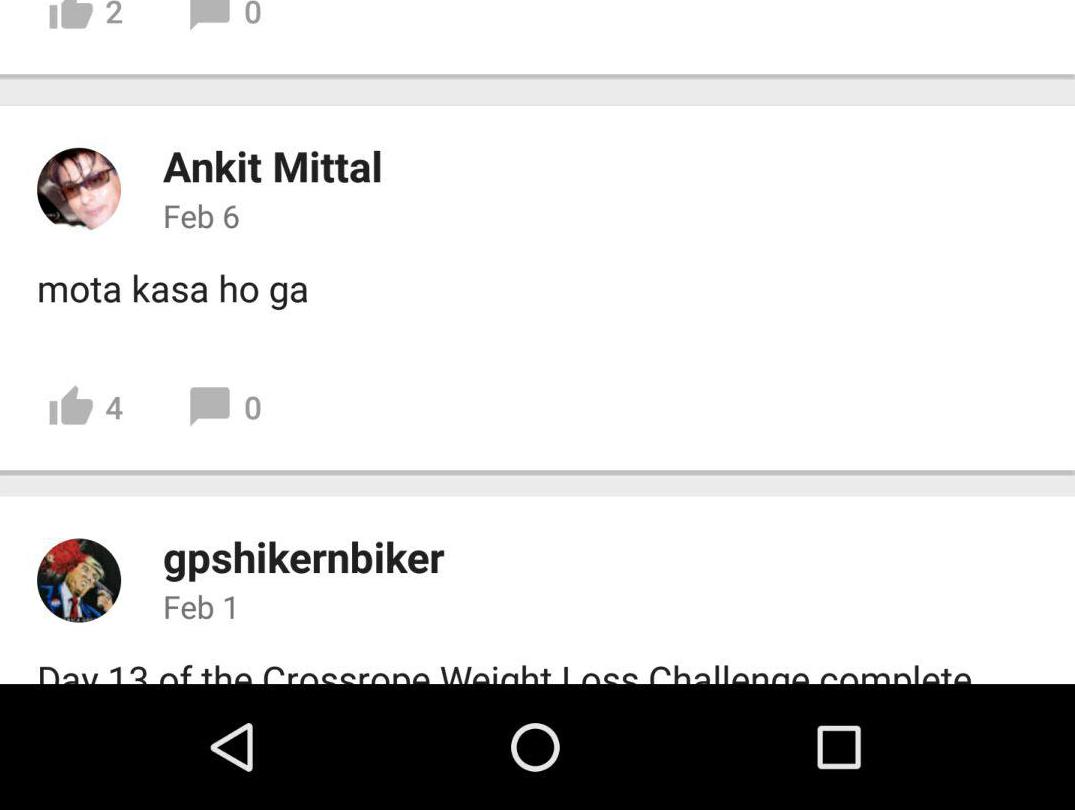 2 0
Ankit Mittal
Feb 6
mota kasa ho ga
4 0
gpshikernbiker
Feb 1
Day 13 of the Crossrope Weight Loss Challenge complete